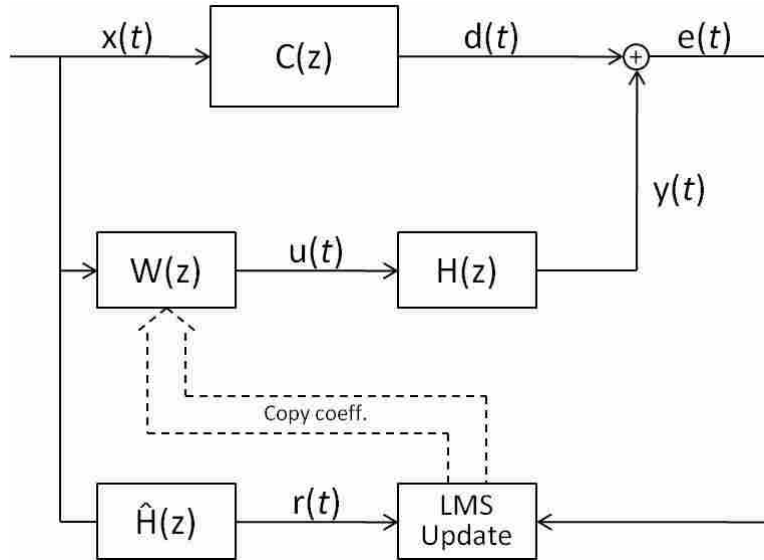 x(t)
C(z)
d(t)
+
e(t)
y(t)
W(z)
u(t)
H(z)
Copy coeff.
Ĥ(z)
r(t)
LMS
Update